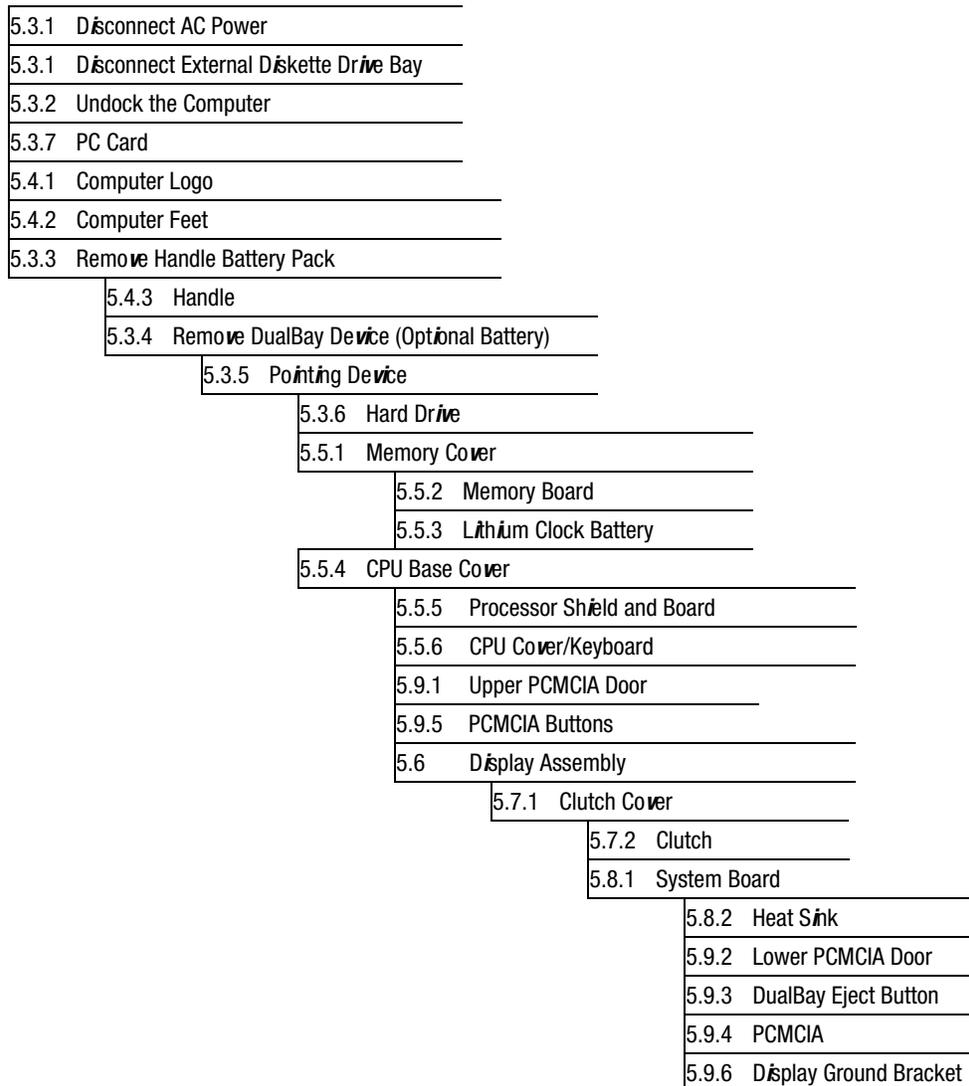 5.3.1 Disconnect AC Power
5.3.1 Disconnect External Diskette Drive Bay
5.3.2 Undock the Computer
5.3.7 PC Card
5.4.1 Computer Logo
5.4.2 Computer Feet
5.3.3 Remove Handle Battery Pack
5.4.3 Handle
5.3.4 Remove DualBay Device (Optional Battery)
5.3.5 Pointing Device
5.3.6 Hard Drive
5.5.1 Memory Cover
5.5.2 Memory Board
5.5.3 Lithium Clock Battery
5.5.4 CPU Base Cover
5.5.5 Processor Shield and Board
5.5.6 CPU Cover/Keyboard
5.9.1 Upper PCMCIA Door
5.9.5 PCMCIA Buttons
5.6 Display Assembly
5.7.1 Clutch Cover
5.7.2 Clutch
5.8.1 System Board
5.8.2 Heat Sink
5.9.2 Lower PCMCIA Door
5.9.3 DualBay Eject Button
5.9.4 PCMCIA
5.9.6 Display Ground Bracket